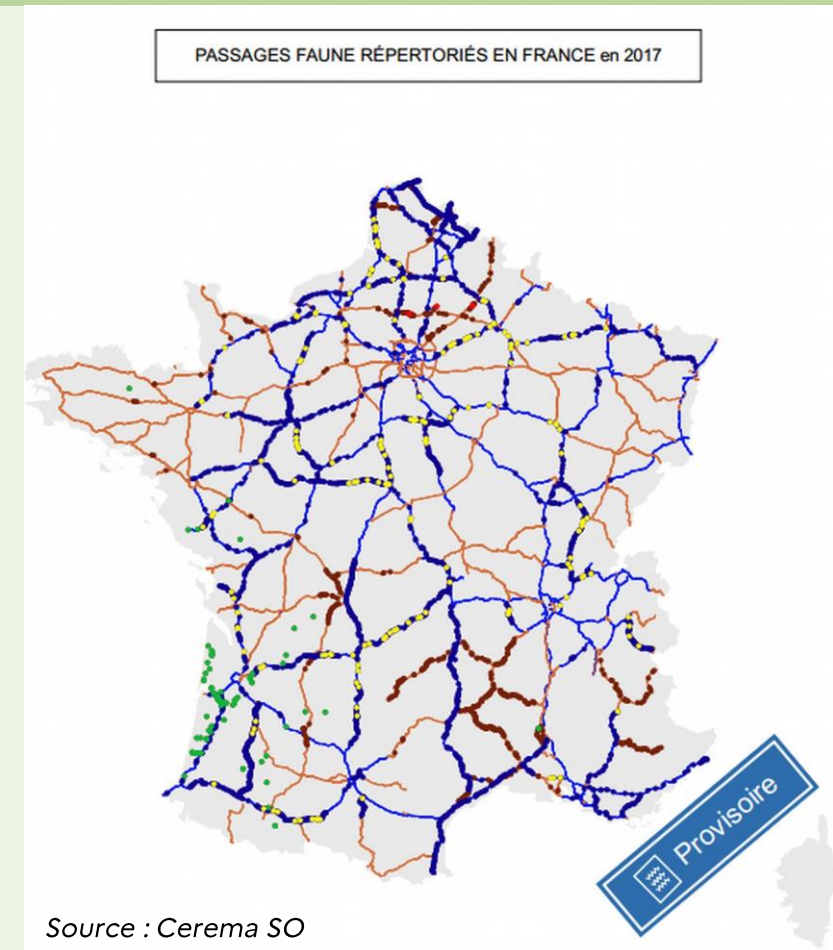 PASSAGES FAUNE RÉPERTORIÉS EN FRANCE en 2017
Provisoire
Source : Cerema SO